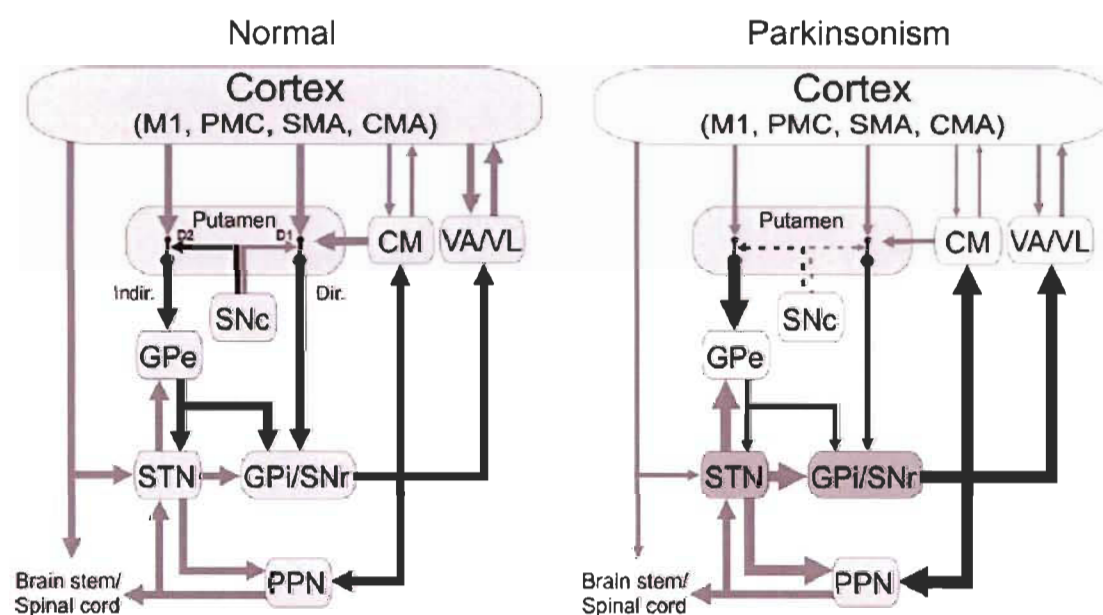 Normal
Cortex
(M1, PMC, SMA, CMA)
Putamen
D2
D1
CM
VA/VL
Indir.
Dir.
SNc
GPe
STN
GPi/SNr
PPN
Brain stem/
Spinal cord
Parkinsonism
Cortex
(M1, PMC, SMA, CMA)
Putamen
CM
VA/VL
SNc
GPe
STN
GPi/SNr
PPN
Brain stem/
Spinal cord